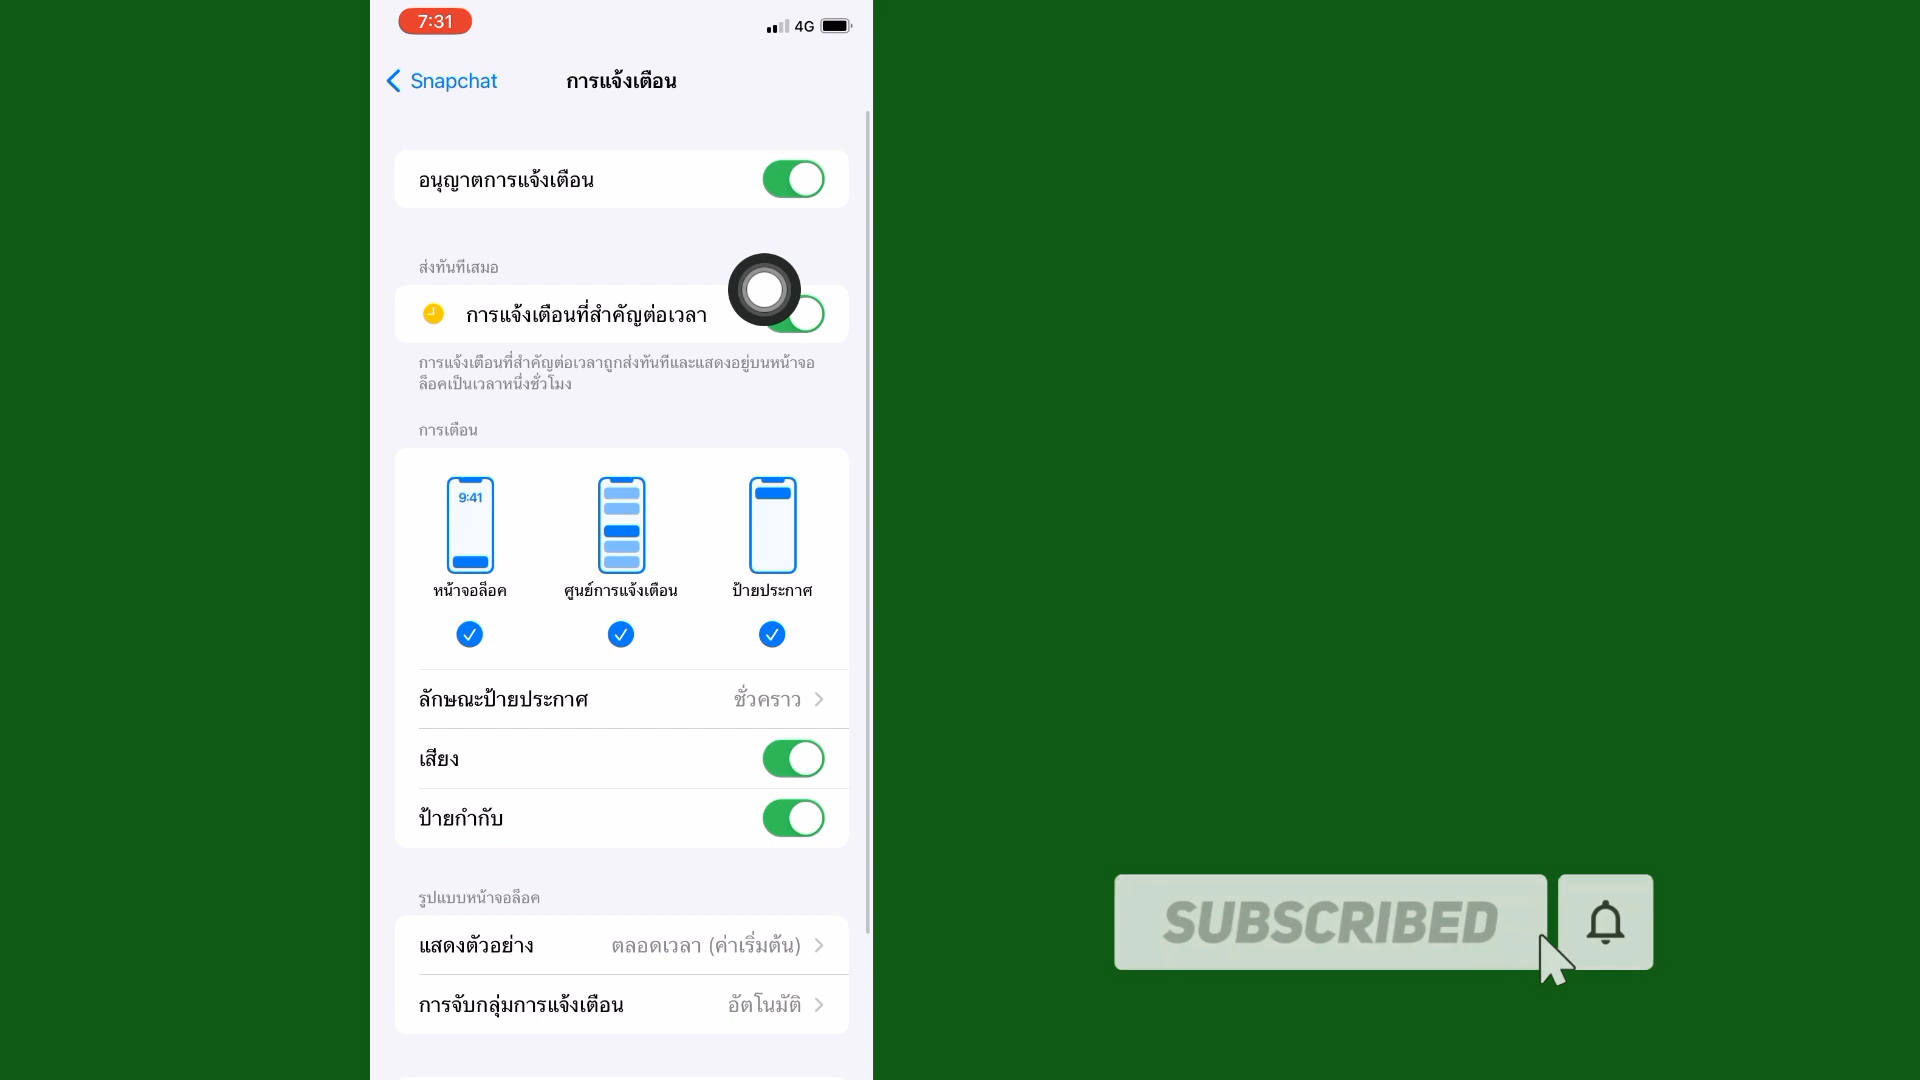 7:31
4G
Snapchat
การแจ้งเตือน
อนุญาตการแจ้งเตือน
ส่งทันทีเสมอ
การแจ้งเตือนที่สำคัญต่อเวลา
การแจ้งเตือนที่สำคัญต่อเวลาถูกส่งทันทีและแสดงอยู่บนหน้าจอ
ล็อคเป็นเวลาหนึ่งชั่วโมง
การเตือน
9:41
หน้าจอล็อค
ศูนย์การแจ้งเตือน
ป้ายประกาศ
ลักษณะป้ายประกาศ ชั่วคราว
เสียง
ป้ายกำกับ
รูปแบบหน้าจอล็อค
แสดงตัวอย่าง ตลอดเวลา (ค่าเริ่มต้น)
การจับกลุ่มการแจ้งเตือน อัตโนมัติ
SUBSCRIBED